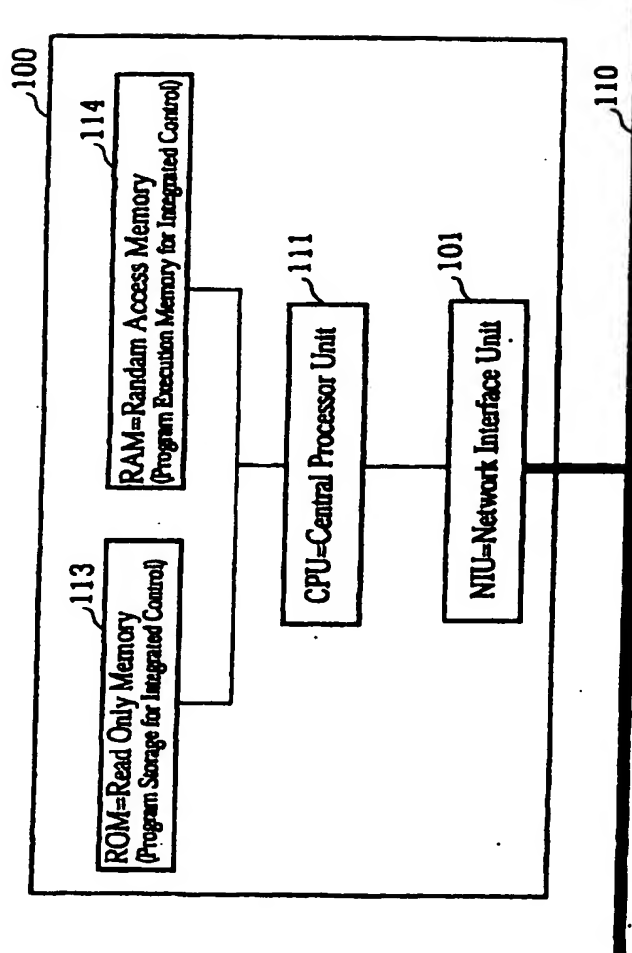 100
113
ROM=Read Only Memory
(Program Storage for Integrated Control)
114
RAM=Randam Access Memory
(Program Execution Memory for Integrated Control)
111
CPU=Central Processor Unit
101
NIU=Network Interface Unit
110